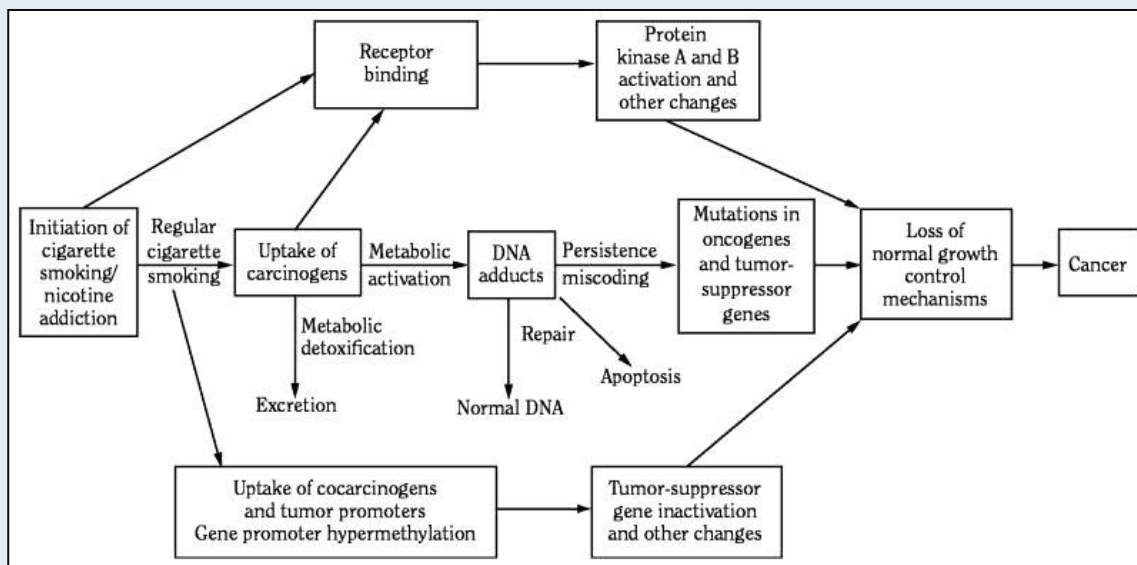 Receptor
binding
Protein
kinase A and B
activation and
other changes
Initiation of
cigarette
smoking/
nicotine
addiction
Regular
cigarette
smoking
Uptake of
carcinogens
Metabolic
activation
DNA
adducts
Persistence
miscoding
Mutations in
oncogenes
and tumor-
suppressor
genes
Loss of
normal growth
control
mechanisms
Cancer
Metabolic
detoxification
Excretion
Repair
Apoptosis
Normal DNA
Uptake of cocarcinogens
and tumor promoters
Gene promoter hypermethylation
Tumor-suppressor
gene inactivation
and other changes